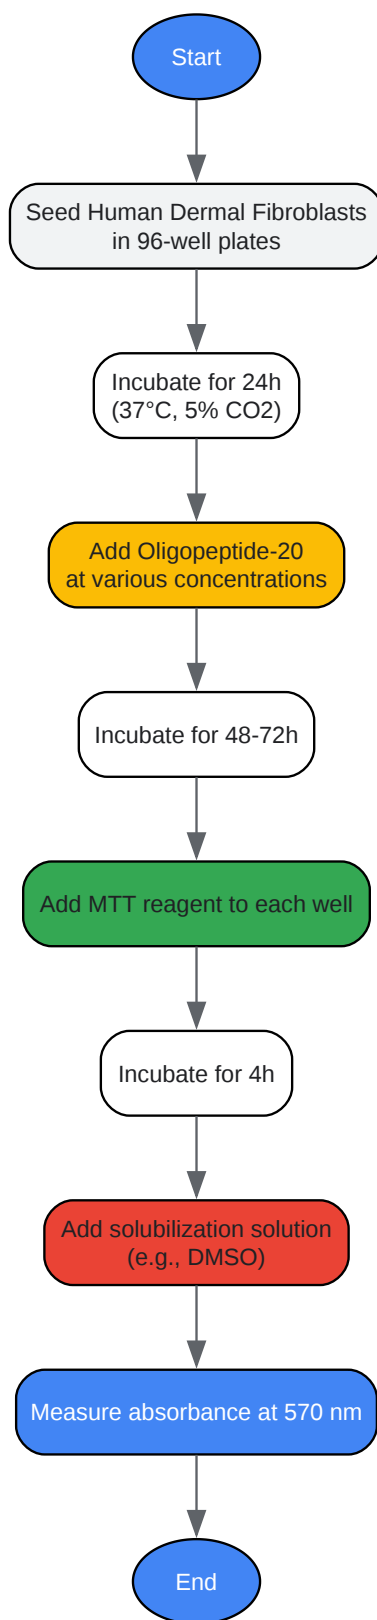 Start
Seed Human Dermal Fibroblasts
in 96-well plates
Incubate for 24h
(37°C, 5% CO2)
Add Oligopeptide-20
at various concentrations
Incubate for 48-72h
Add MTT reagent to each well
Incubate for 4h
Add solubilization solution
(e.g., DMSO)
Measure absorbance at 570 nm
End